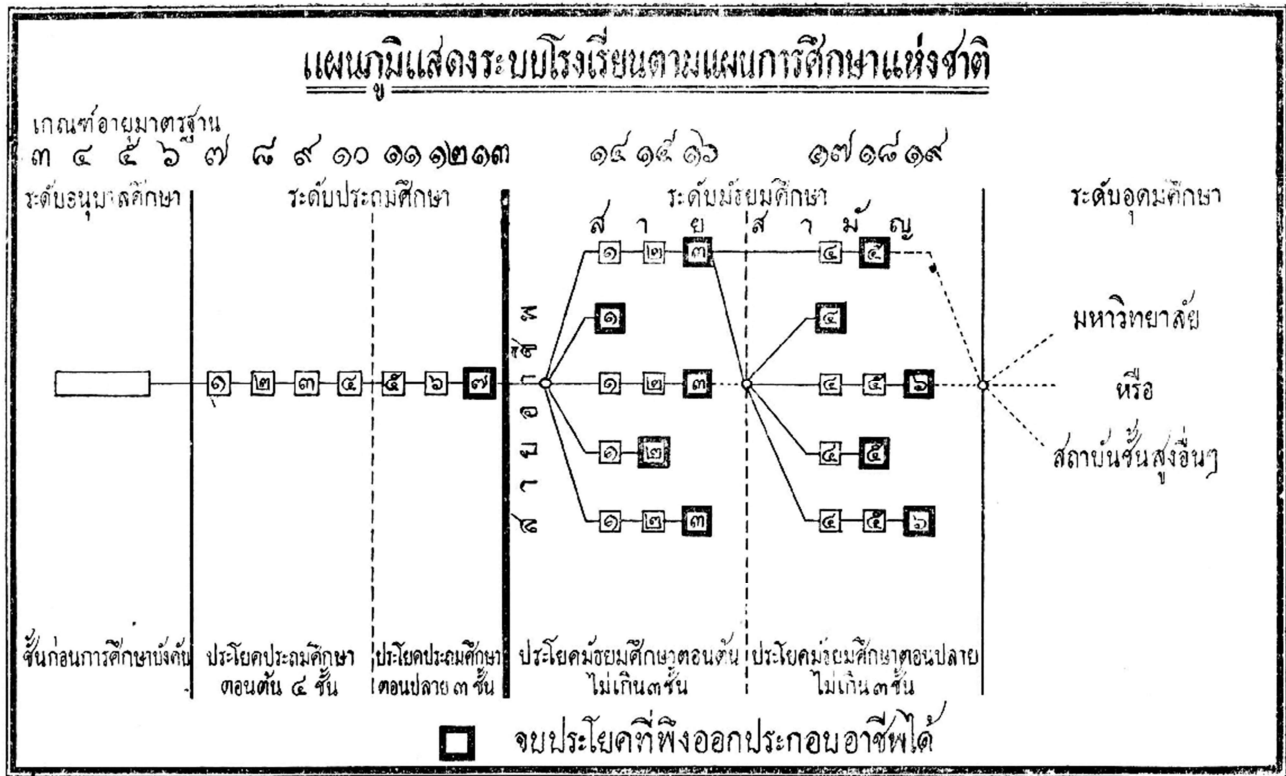 แผนภูมิแสดงระบบโรงเรียนตามแผนการศึกษาแห่งชาติ
เกณฑ์อายุมาตรฐาน
๓ ๔ ๕ ๖ ๗ ๘ ๙ ๑๐ ๑๑ ๑๒ ๑๓ ๑๔ ๑๕ ๑๖ ๑๗ ๑๘ ๑๙
ระดับอนุบาลศึกษา ระดับประถมศึกษา ระดับมัธยมศึกษา ระดับอุดมศึกษา
สาย สามัญ
๑ ๒ ๓ ๔ ๕
๑ ๔
มหาวิทยาลัย
สายอาชีพ
๑ ๒ ๓ ๔ ๕ ๖ ๗ ๑ ๒ ๓ ๔ ๕ ๖
หรือ
๑ ๒ ๔ ๕
สถาบันชั้นสูงอื่นๆ
๑ ๒ ๓ ๔ ๕ ๖
ชั้นก่อนการศึกษาบังคับ
ประโยคประถมศึกษา
ตอนต้น ๔ ชั้น
ประโยคประถมศึกษา
ตอนปลาย ๓ ชั้น
ประโยคมัธยมศึกษาตอนต้น
ไม่เกิน ๓ ชั้น
ประโยคมัธยมศึกษาตอนปลาย
ไม่เกิน ๓ ชั้น
จบประโยคที่พึงออกประกอบอาชีพได้